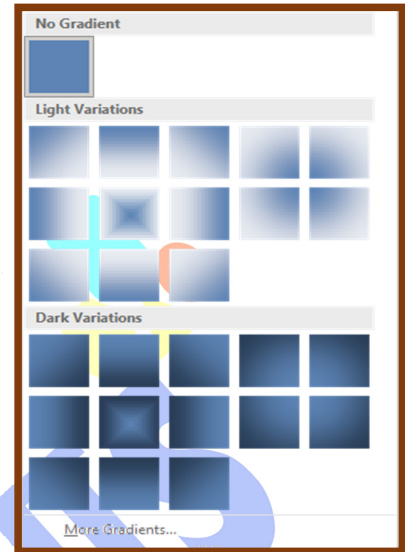 No Gradient
Light Variations
Dark Variations
More Gradients...